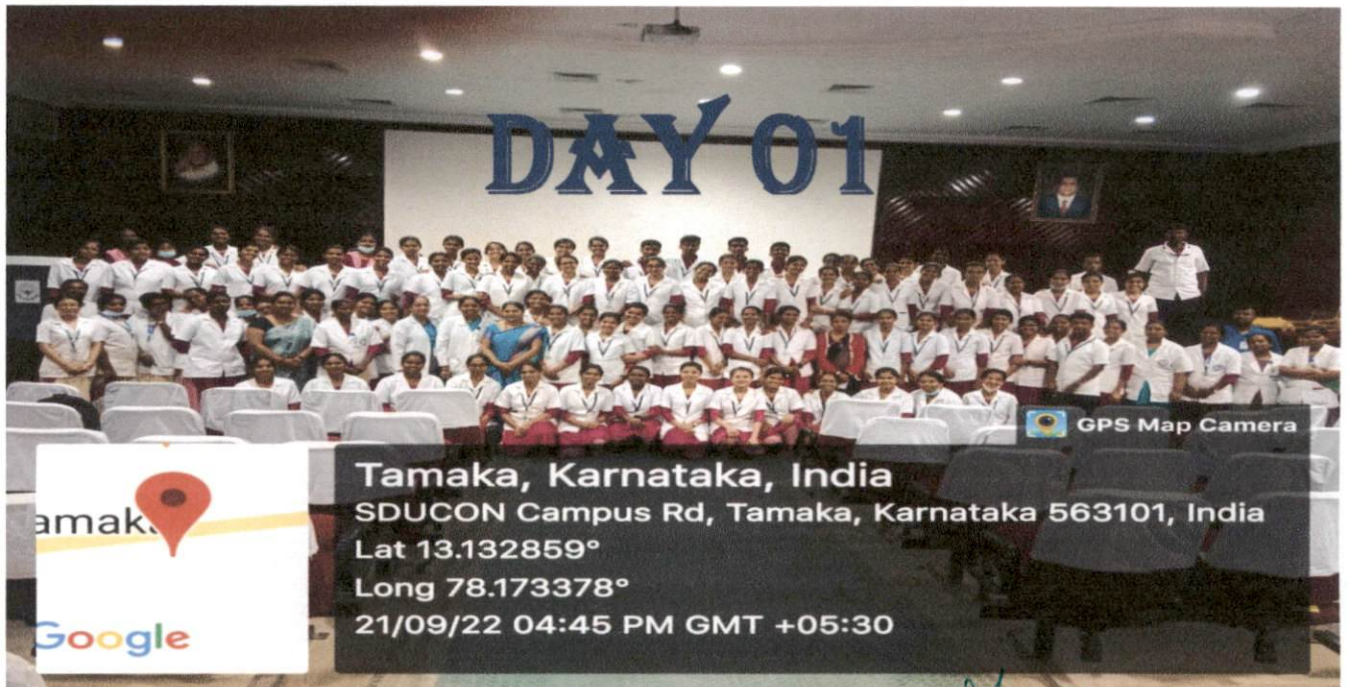 DAY 01
GPS Map Camera
amak
Tamaka, Karnataka, India
SDUCON Campus Rd, Tamaka, Karnataka 563101, India
Lat 13.132859°
Long 78.173378°
21/09/22 04:45 PM GMT +05:30
Google